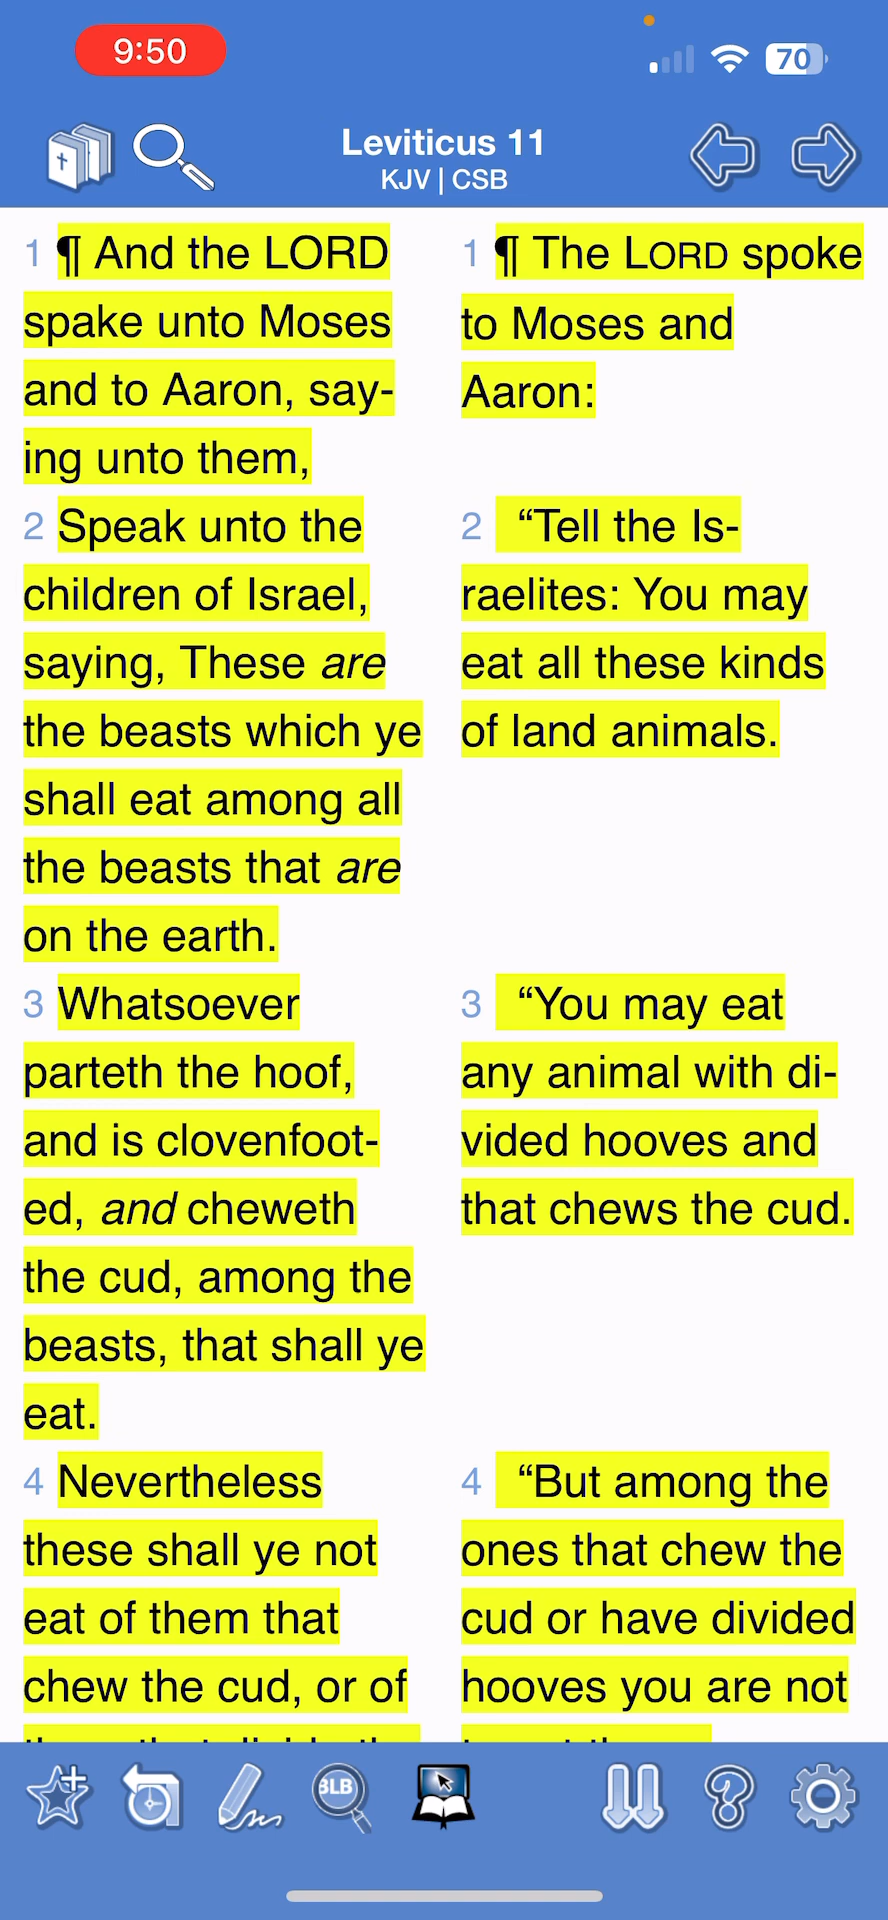 9:50
70
Leviticus 11
KJV | CSB
1 ¶ And the LORD
spake unto Moses
and to Aaron, say-
ing unto them,
2 Speak unto the
children of Israel,
saying, These are
the beasts which ye
shall eat among all
the beasts that are
on the earth.
3 Whatsoever
parteth the hoof,
and is clovenfoot-
ed, and cheweth
the cud, among the
beasts, that shall ye
eat.
4 Nevertheless
these shall ye not
eat of them that
chew the cud, or of
1 ¶ The LORD spoke
to Moses and
Aaron:
2 “Tell the Is-
raelites: You may
eat all these kinds
of land animals.
3 “You may eat
any animal with di-
vided hooves and
that chews the cud.
4 “But among the
ones that chew the
cud or have divided
hooves you are not
BLB